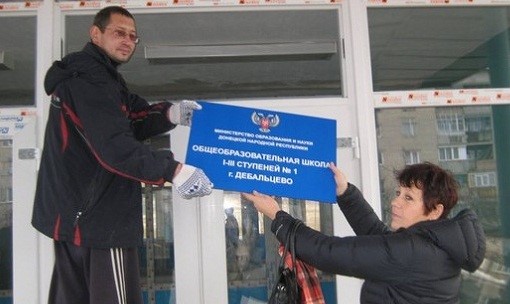 МИНИСТЕРСТВО ОБРАЗОВАНИЯ И НАУКИ
ДОНЕЦКОЙ НАРОДНОЙ РЕСПУБЛИКИ
ОБЩЕОБРАЗОВАТЕЛЬНАЯ ШКОЛА
I-III СТУПЕНЕЙ № 1
г. ДЕБАЛЬЦЕВО